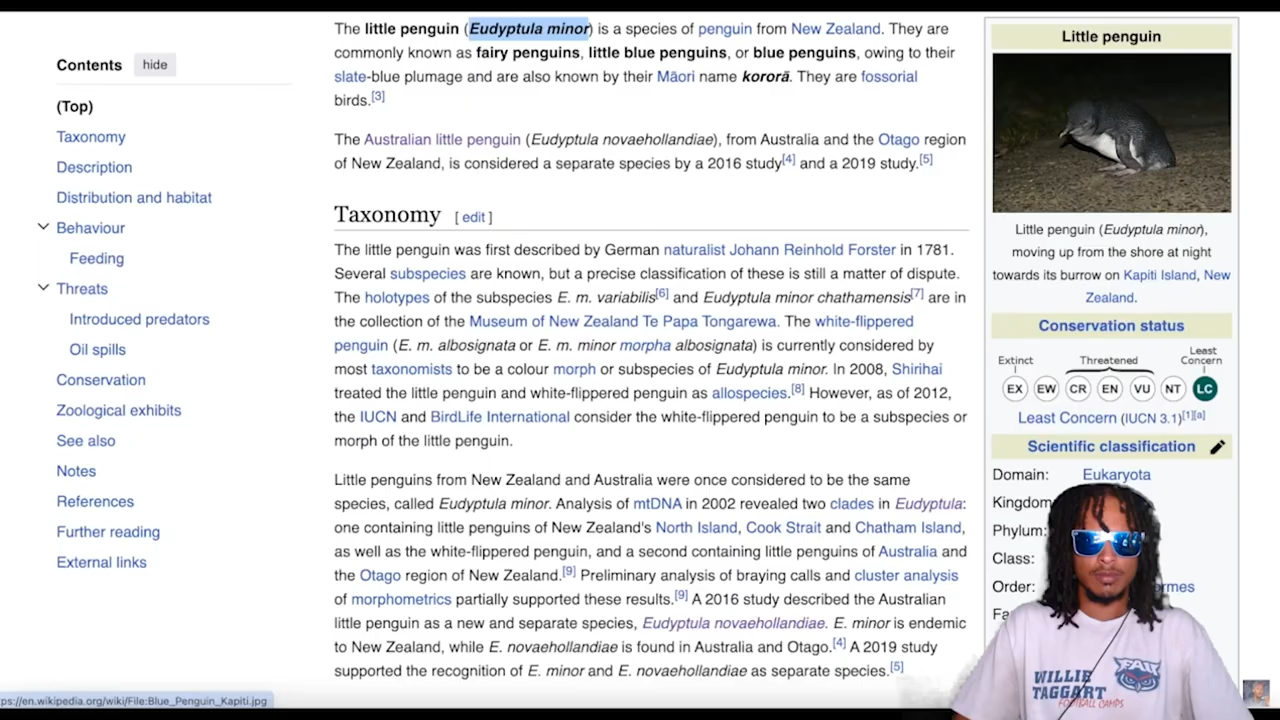 Contents hide
(Top)
Taxonomy
Description
Distribution and habitat
Behaviour
Feeding
Threats
Introduced predators
Oil spills
Conservation
Zoological exhibits
See also
Notes
References
Further reading
External links
The little penguin (Eudyptula minor) is a species of penguin from New Zealand. They are
commonly known as fairy penguins, little blue penguins, or blue penguins, owing to their
slate-blue plumage and are also known by their Māori name kororā. They are fossorial
birds.[3]
The Australian little penguin (Eudyptula novaehollandiae), from Australia and the Otago region
of New Zealand, is considered a separate species by a 2016 study[4] and a 2019 study.[5]
Taxonomy [ edit ]
The little penguin was first described by German naturalist Johann Reinhold Forster in 1781.
Several subspecies are known, but a precise classification of these is still a matter of dispute.
The holotypes of the subspecies E. m. variabilis[6] and Eudyptula minor chathamensis[7] are in
the collection of the Museum of New Zealand Te Papa Tongarewa. The white-flippered
penguin (E. m. albosignata or E. m. minor morpha albosignata) is currently considered by
most taxonomists to be a colour morph or subspecies of Eudyptula minor. In 2008, Shirihai
treated the little penguin and white-flippered penguin as allospecies.[8] However, as of 2012,
the IUCN and BirdLife International consider the white-flippered penguin to be a subspecies or
morph of the little penguin.
Little penguins from New Zealand and Australia were once considered to be the same
species, called Eudyptula minor. Analysis of mtDNA in 2002 revealed two clades in Eudyptula:
one containing little penguins of New Zealand's North Island, Cook Strait and Chatham Island,
as well as the white-flippered penguin, and a second containing little penguins of Australia and
the Otago region of New Zealand.[9] Preliminary analysis of braying calls and cluster analysis
of morphometrics partially supported these results.[9] A 2016 study described the Australian
little penguin as a new and separate species, Eudyptula novaehollandiae. E. minor is endemic
to New Zealand, while E. novaehollandiae is found in Australia and Otago.[4] A 2019 study
supported the recognition of E. minor and E. novaehollandiae as separate species.[5]
Little penguin
Little penguin (Eudyptula minor),
moving up from the shore at night
towards its burrow on Kapiti Island, New
Zealand.
Conservation status
Extinct Threatened Least Concern
EX EW CR EN VU NT LC
Least Concern (IUCN 3.1)[1][a]
Scientific classification
Domain: Eukaryota
Kingdom
Phylum:
Class:
Order: ormes
Fa
WILLIE
TAGGART
FOOTBALL CAMPS
FAU
ps://en.wikipedia.org/wiki/File:Blue_Penguin_Kapiti.jpg